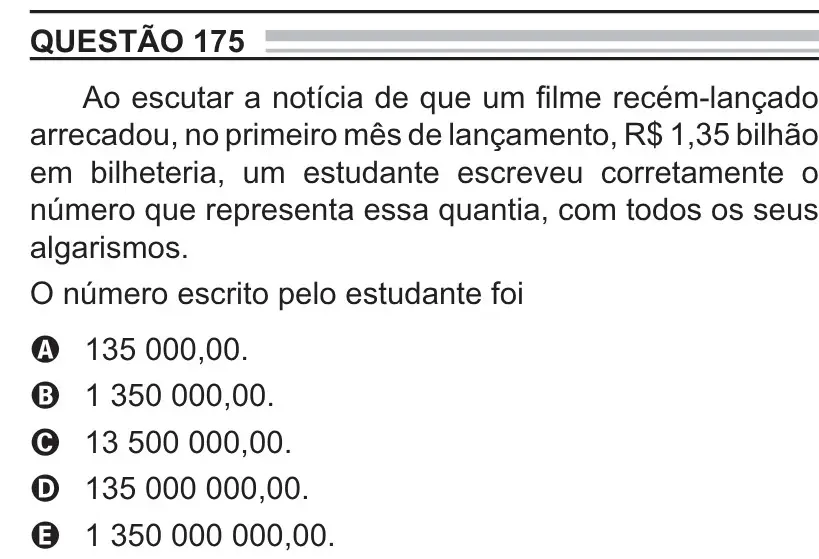 QUESTÃO 175
Ao escutar a notícia de que um filme recém-lançado
arrecadou, no primeiro mês de lançamento, R$ 1,35 bilhão
em bilheteria, um estudante escreveu corretamente o
número que representa essa quantia, com todos os seus
algarismos.
O número escrito pelo estudante foi
A 135 000,00.
B 1 350 000,00.
C 13 500 000,00.
D 135 000 000,00.
E 1 350 000 000,00.